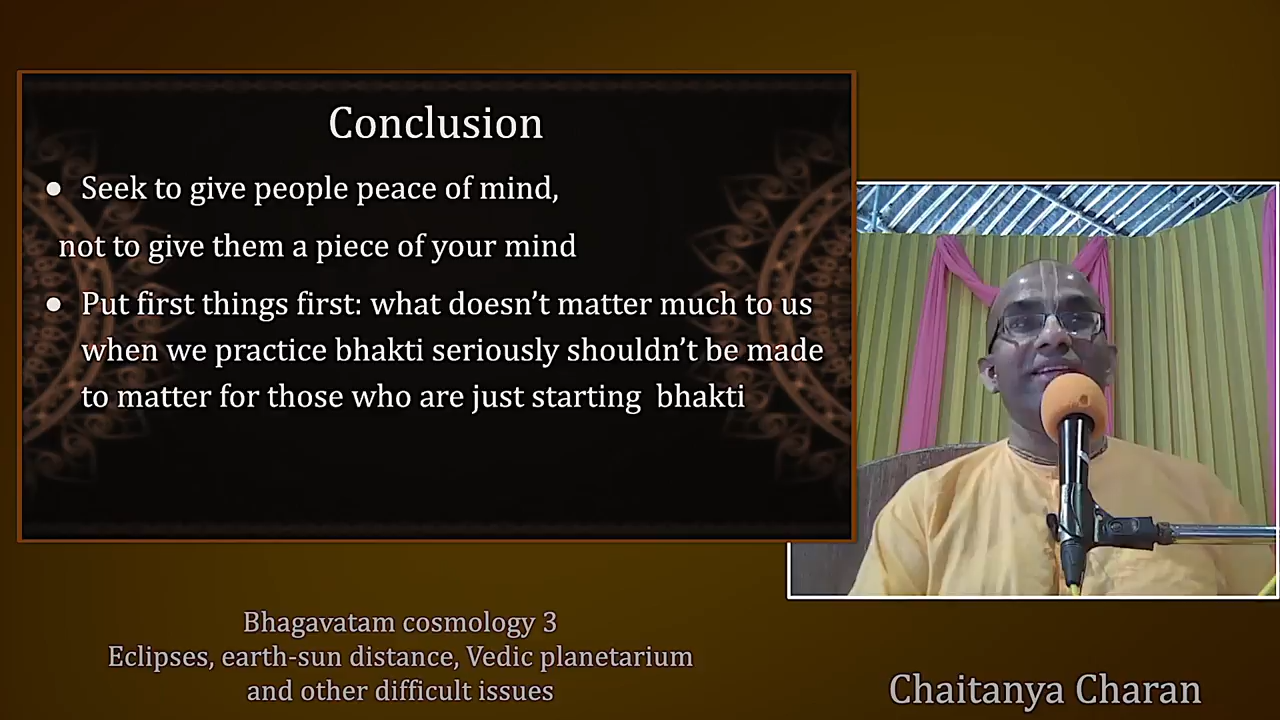 Conclusion
● Seek to give people peace of mind,
not to give them a piece of your mind
● Put first things first: what doesn’t matter much to us
when we practice bhakti seriously shouldn’t be made
to matter for those who are just starting bhakti
Bhagavatam cosmology 3
Eclipses, earth-sun distance, Vedic planetarium
and other difficult issues
Chaitanya Charan